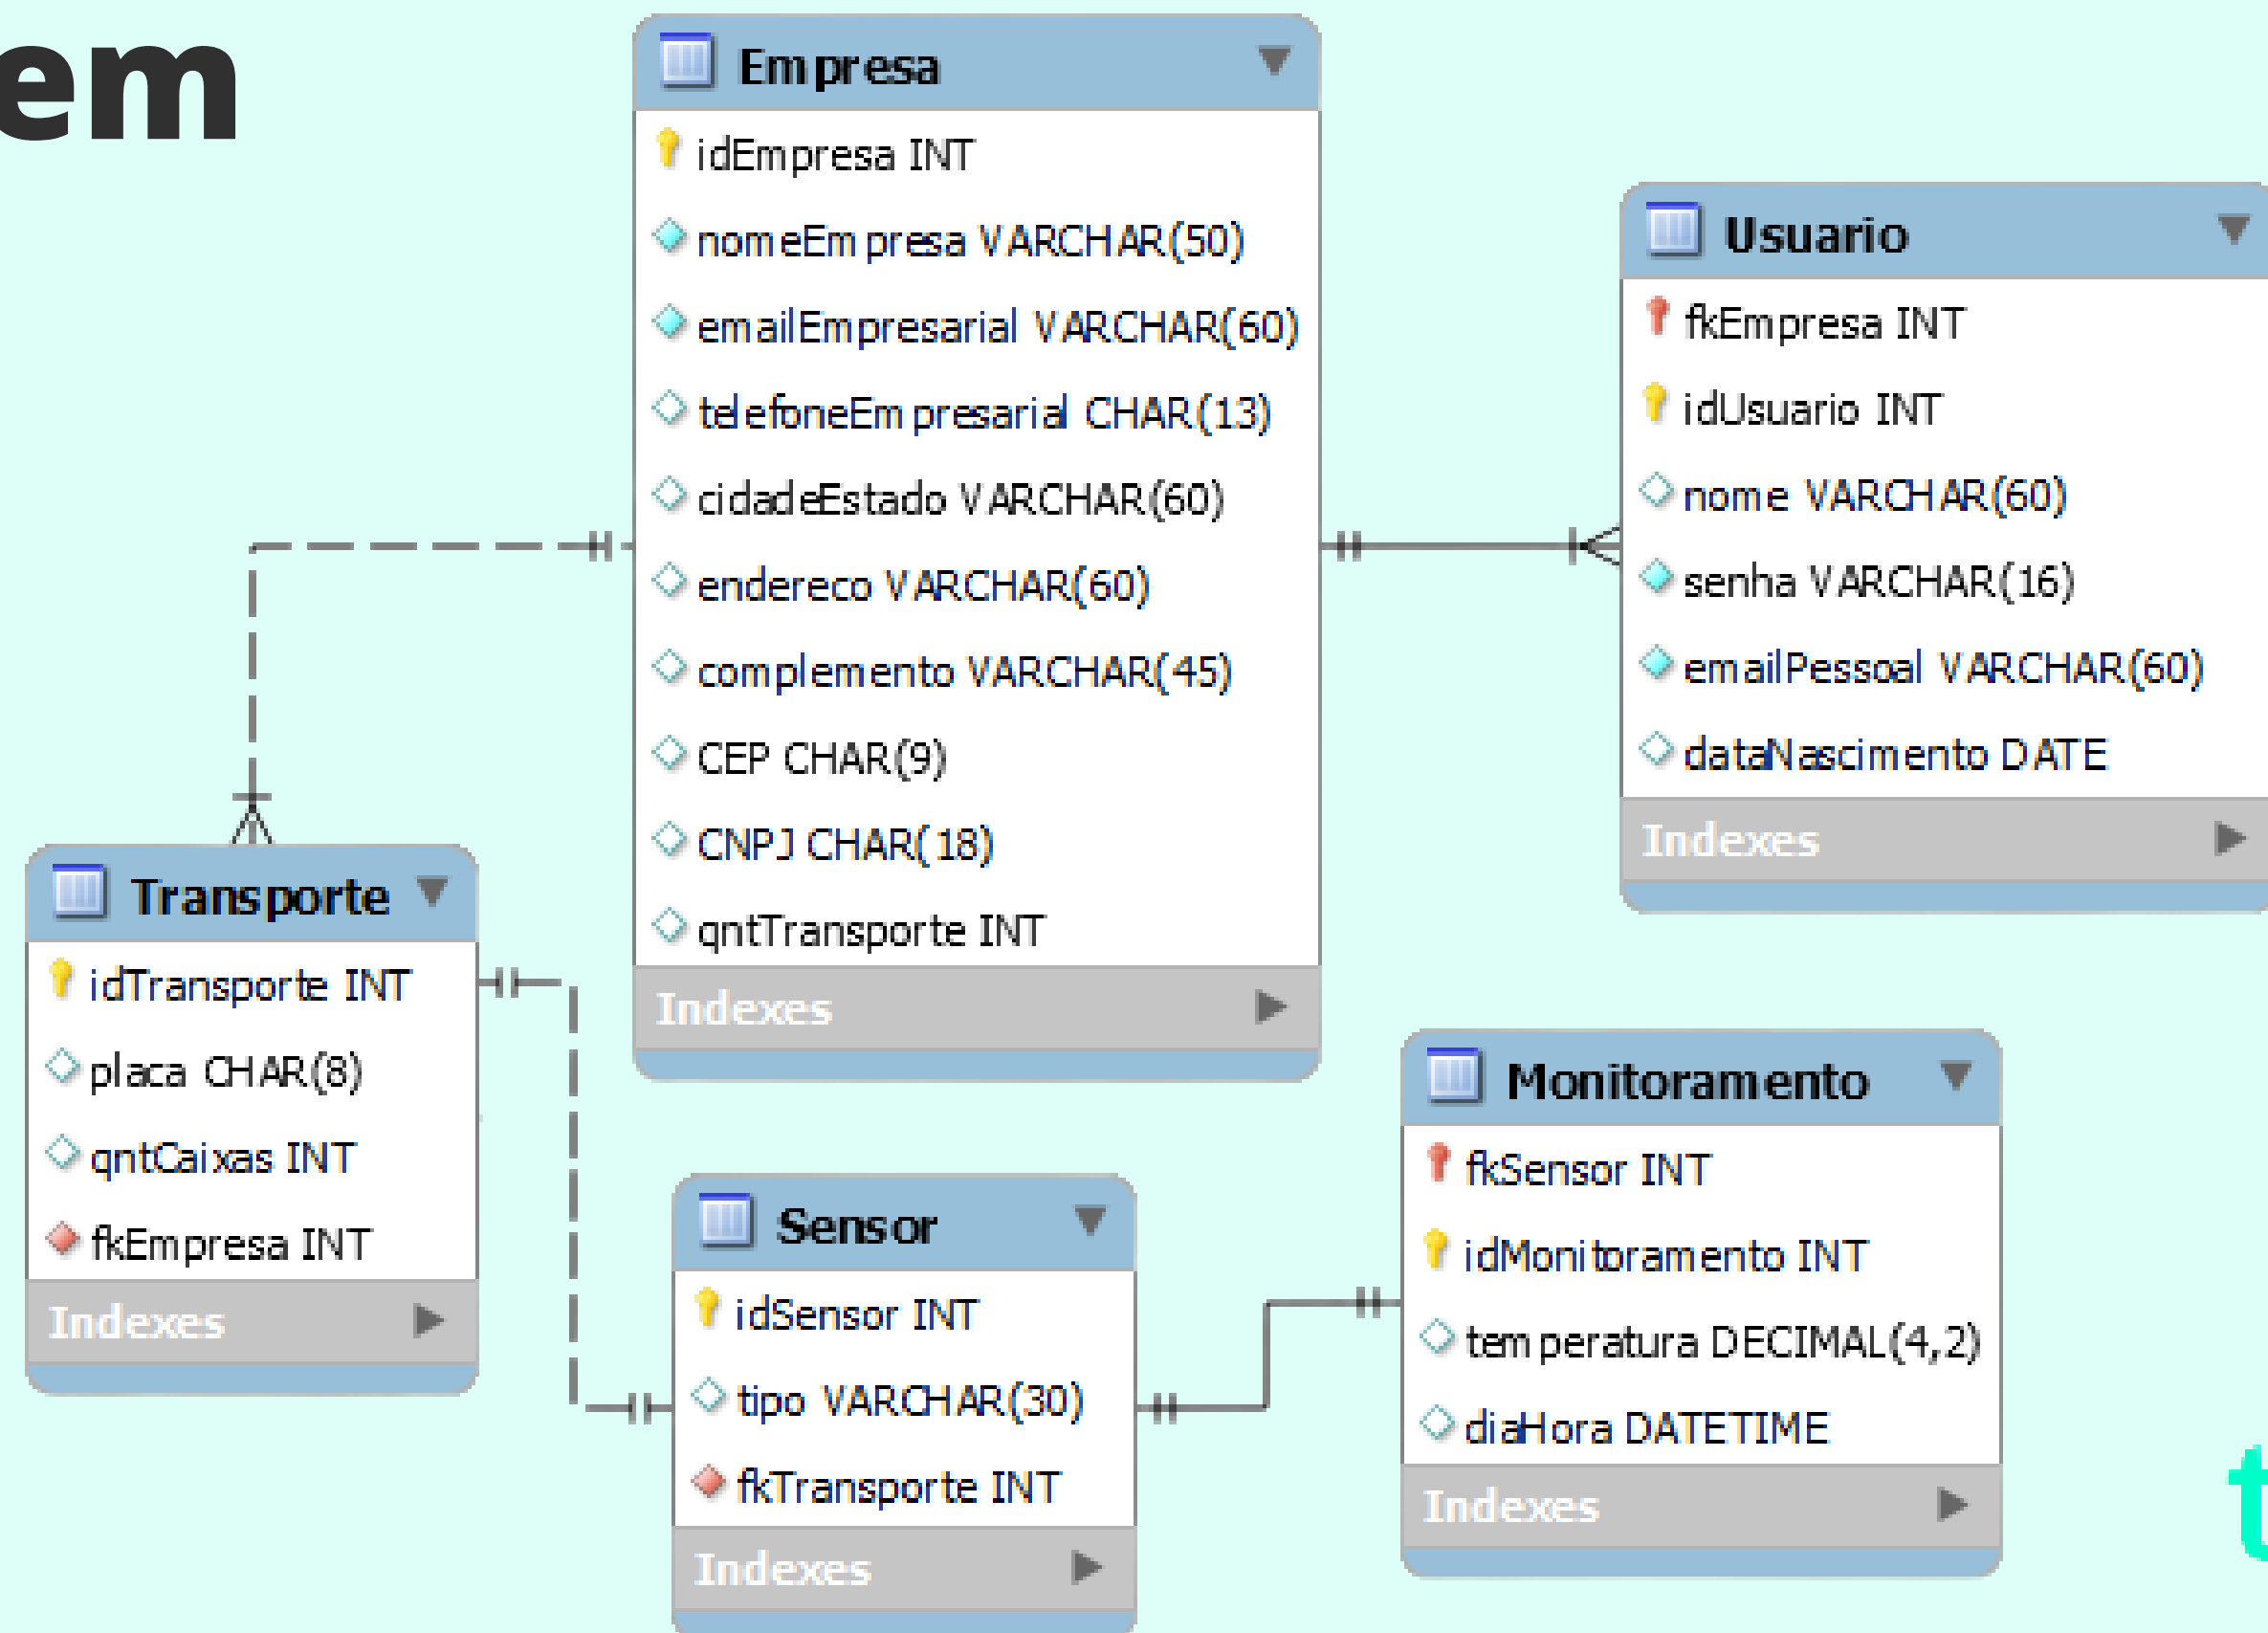 em
Empresa
idEmpresa INT
nomeEmpresa VARCHAR(50)
emailEmpresarial VARCHAR(60)
telefoneEmpresarial CHAR(13)
cidadeEstado VARCHAR(60)
endereco VARCHAR(60)
complemento VARCHAR(45)
CEP CHAR(9)
CNPJ CHAR(18)
qntTransporte INT
Indexes
Usuario
fkEmpresa INT
idUsuario INT
nome VARCHAR(60)
senha VARCHAR(16)
emailPessoal VARCHAR(60)
dataNascimento DATE
Indexes
Transporte
idTransporte INT
placa CHAR(8)
qntCaixas INT
fkEmpresa INT
Indexes
Sensor
idSensor INT
tipo VARCHAR(30)
fkTransporte INT
Indexes
Monitoramento
fkSensor INT
idMonitoramento INT
temperatura DECIMAL(4,2)
diaHora DATETIME
Indexes
t